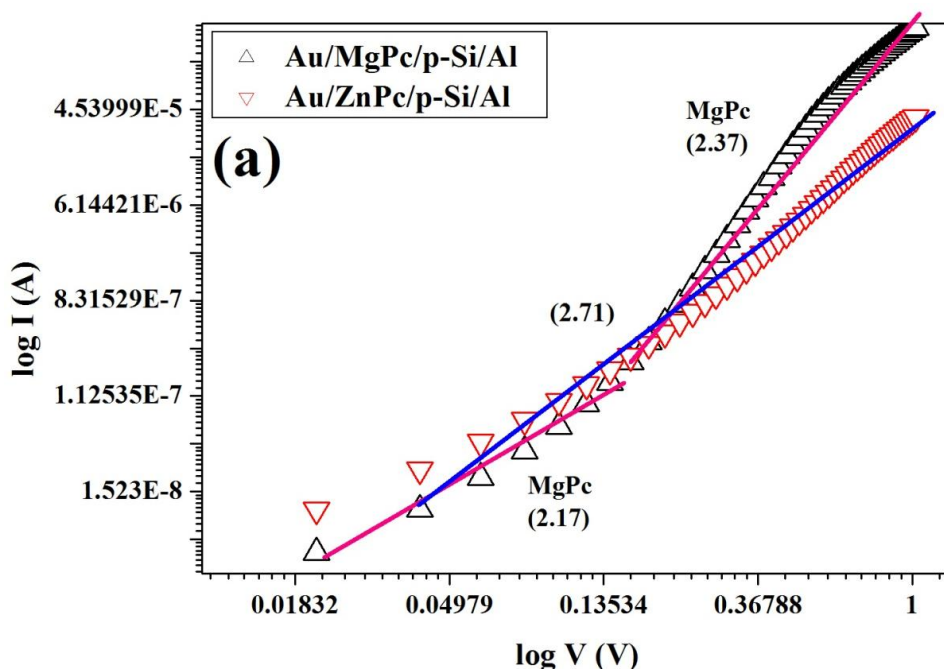 Au/MgPc/p-Si/Al
Au/ZnPc/p-Si/Al
(a)
MgPc
(2.37)
(2.71)
MgPc
(2.17)
log I (A)
4.53999E-5
6.14421E-6
8.31529E-7
1.12535E-7
1.523E-8
0.01832
0.04979
0.13534
0.36788
1
log V (V)